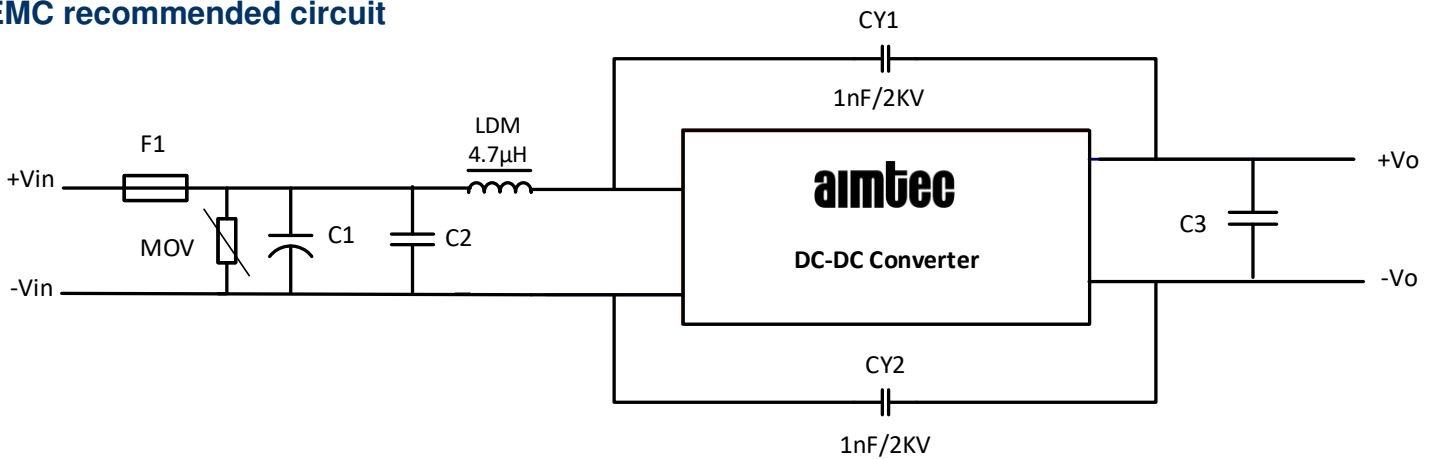 EMC recommended circuit
CY1
1nF/2KV
LDM
4.7µH
F1
+Vin
MOV
C1
C2
-Vin
aimtec
DC-DC Converter
+Vo
C3
-Vo
CY2
1nF/2KV